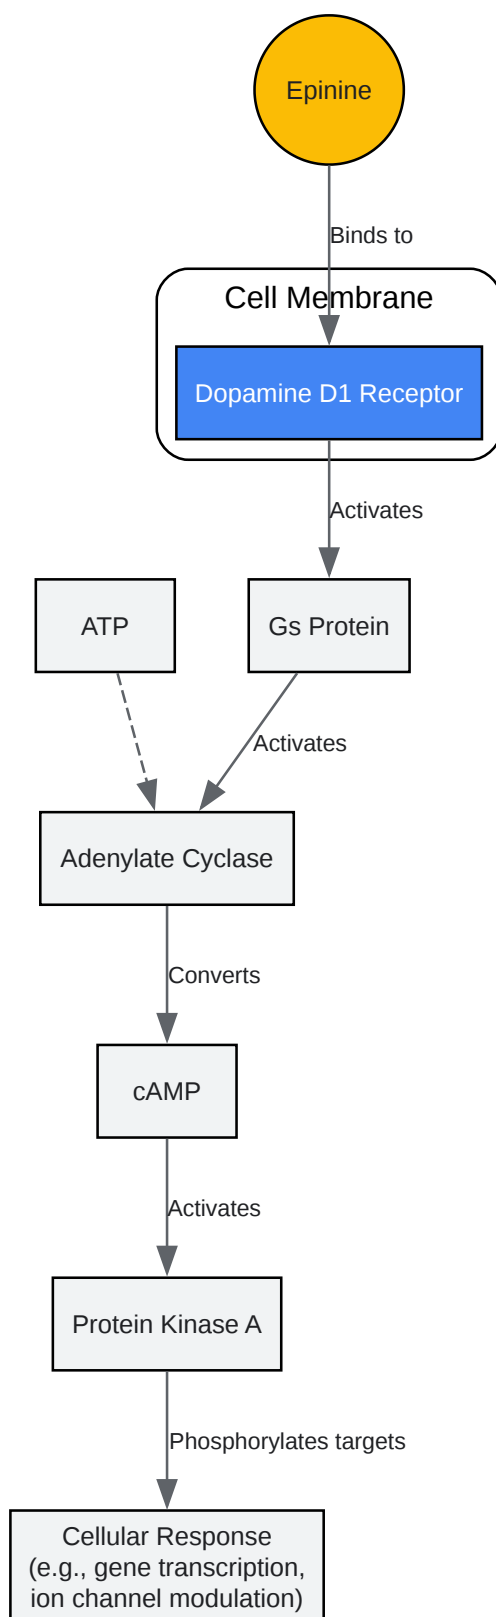 Epinine
Binds to
Cell Membrane
Dopamine D1 Receptor
Activates
ATP
Gs Protein
Activates
Adenylate Cyclase
Converts
cAMP
Activates
Protein Kinase A
Phosphorylates targets
Cellular Response
(e.g., gene transcription,
ion channel modulation)